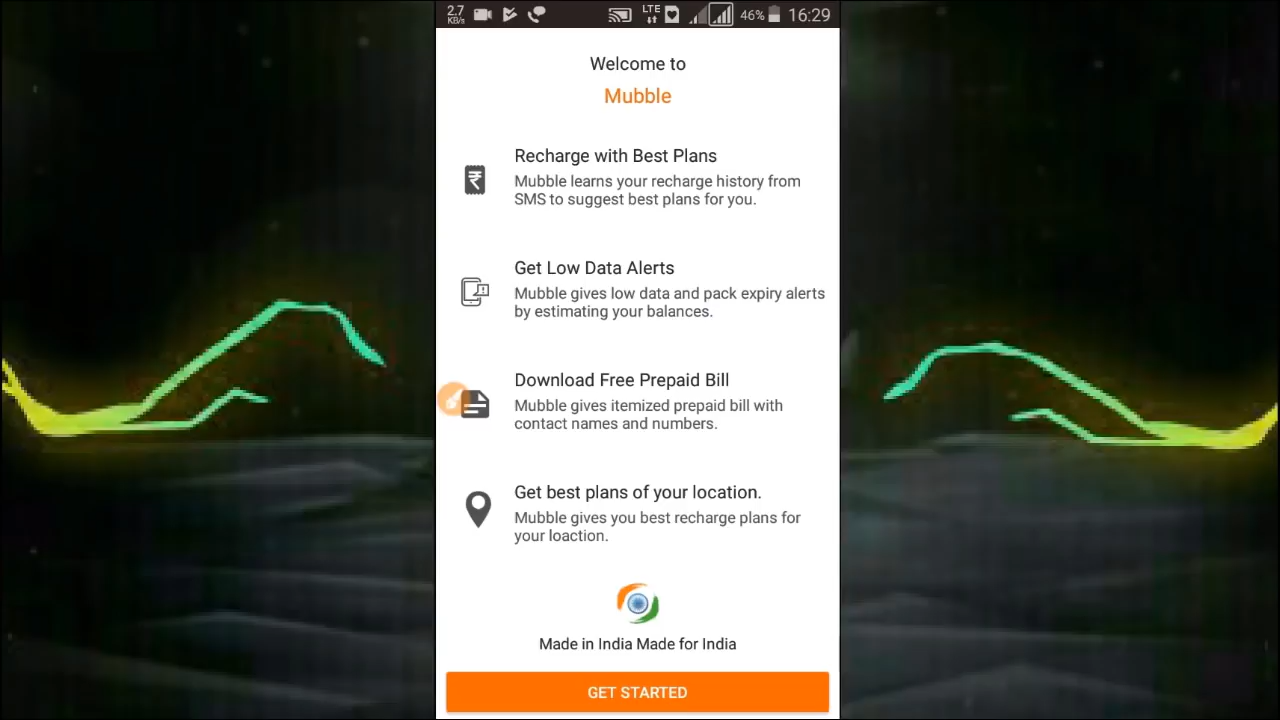 2.7
KB/s
LTE
46%
16:29
Welcome to
Mubble
Recharge with Best Plans
Mubble learns your recharge history from
SMS to suggest best plans for you.
Get Low Data Alerts
Mubble gives low data and pack expiry alerts
by estimating your balances.
Download Free Prepaid Bill
Mubble gives itemized prepaid bill with
contact names and numbers.
Get best plans of your location.
Mubble gives you best recharge plans for
your loaction.
Made in India Made for India
GET STARTED